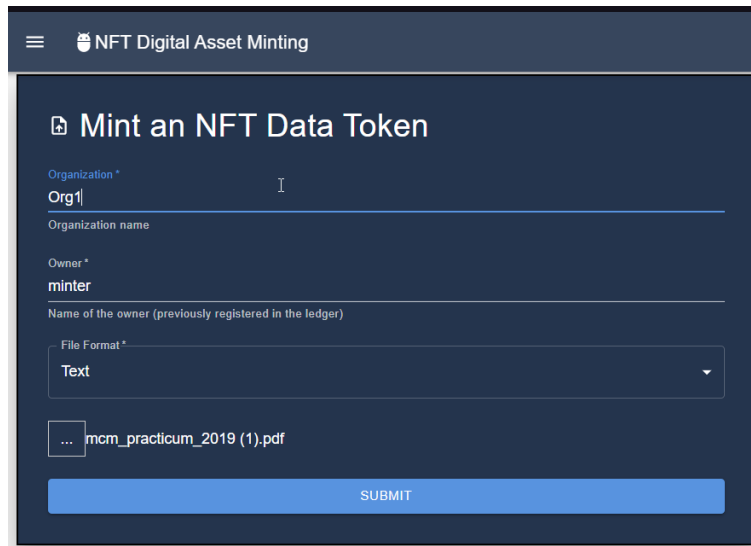 NFT Digital Asset Minting
Mint an NFT Data Token
Organization *
Org1
Organization name
Owner *
minter
Name of the owner (previously registered in the ledger)
File Format *
Text
... mcm_practicum_2019 (1).pdf
SUBMIT